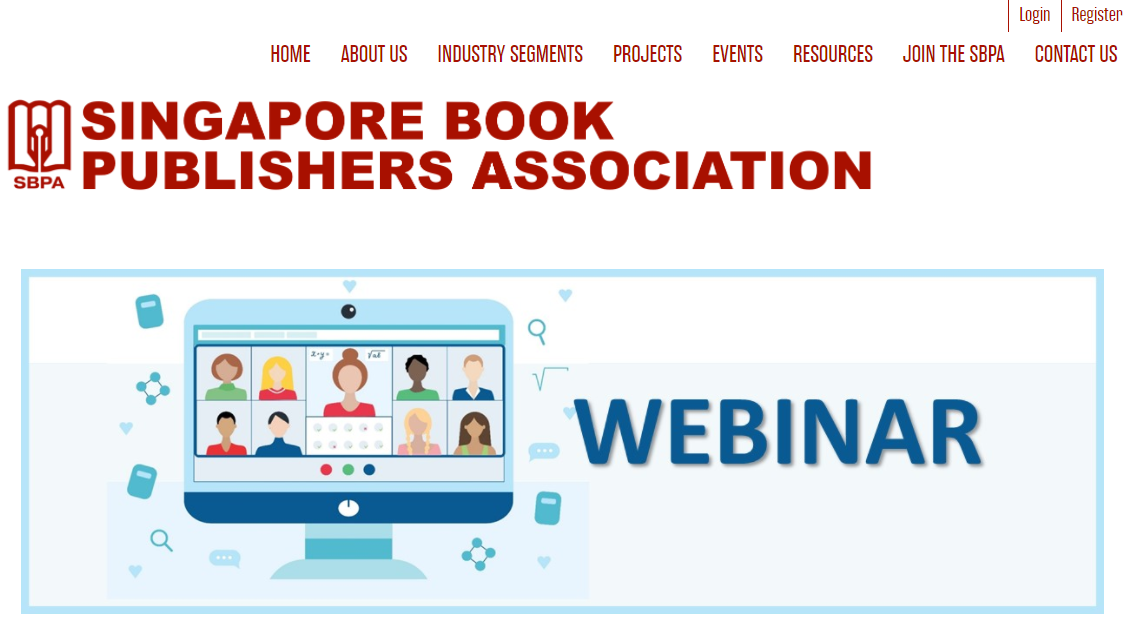 Login Register
HOME ABOUT US INDUSTRY SEGMENTS PROJECTS EVENTS RESOURCES JOIN THE SBPA CONTACT US
SINGAPORE BOOK
PUBLISHERS ASSOCIATION
SBPA
WEBINAR